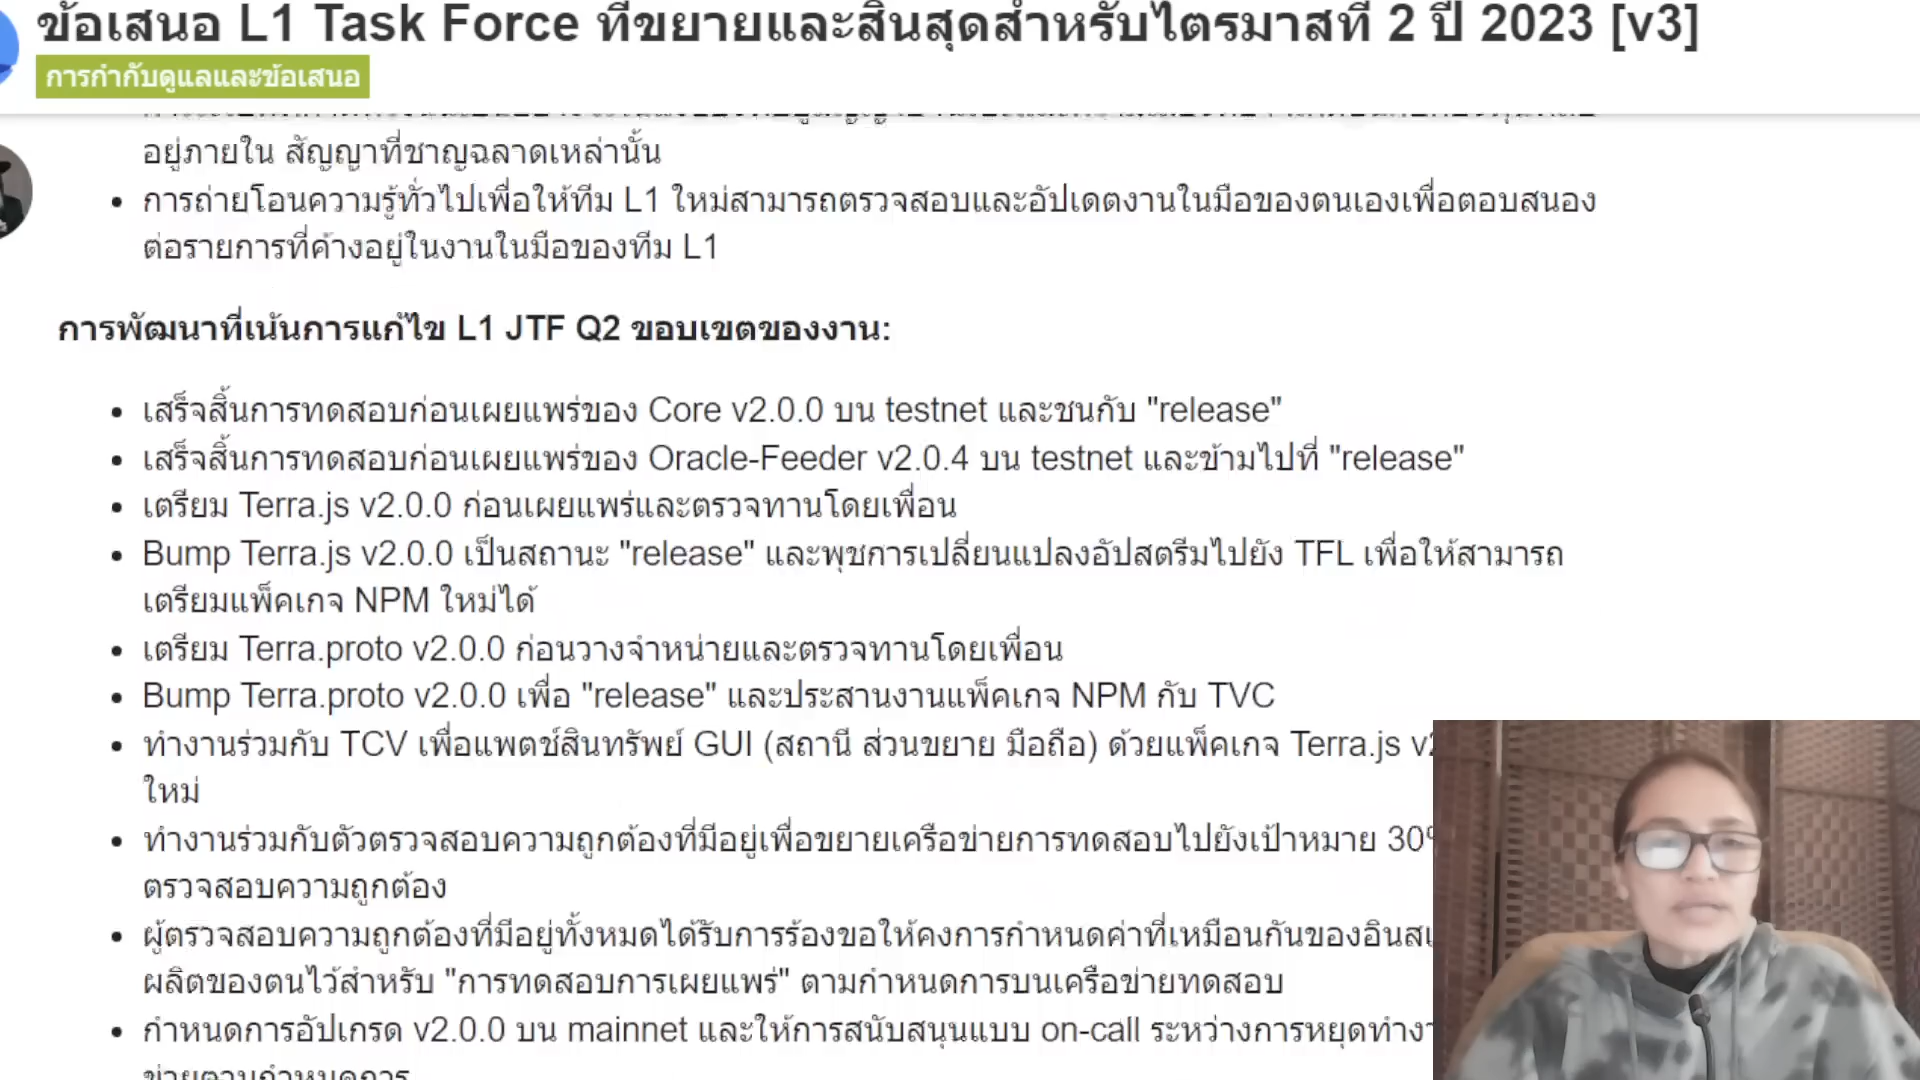 ข้อเสนอ L1 Task Force ที่ขยายและสิ้นสุดสำหรับไตรมาสที่ 2 ปี 2023 [v3]
การกำกับดูแลและข้อเสนอ
อยู่ภายใน สัญญาที่ชาญฉลาดเหล่านั้น
• การถ่ายโอนความรู้ทั่วไปเพื่อให้ทีม L1 ใหม่สามารถตรวจสอบและอัปเดตงานในมือของตนเองเพื่อตอบสนอง
ต่อรายการที่ค้างอยู่ในงานในมือของทีม L1
การพัฒนาที่เน้นการแก้ไข L1 JTF Q2 ขอบเขตของงาน:
• เสร็จสิ้นการทดสอบก่อนเผยแพร่ของ Core v2.0.0 บน testnet และชนกับ "release"
• เสร็จสิ้นการทดสอบก่อนเผยแพร่ของ Oracle-Feeder v2.0.4 บน testnet และข้ามไปที่ "release"
• เตรียม Terra.js v2.0.0 ก่อนเผยแพร่และตรวจทานโดยเพื่อน
• Bump Terra.js v2.0.0 เป็นสถานะ "release" และพุชการเปลี่ยนแปลงอัปสตรีมไปยัง TFL เพื่อให้สามารถ
เตรียมแพ็คเกจ NPM ใหม่ได้
• เตรียม Terra.proto v2.0.0 ก่อนวางจำหน่ายและตรวจทานโดยเพื่อน
• Bump Terra.proto v2.0.0 เพื่อ "release" และประสานงานแพ็คเกจ NPM กับ TVC
• ทำงานร่วมกับ TCV เพื่อแพตช์สินทรัพย์ GUI (สถานี ส่วนขยาย มือถือ) ด้วยแพ็คเกจ Terra.js
ใหม่
• ทำงานร่วมกับตัวตรวจสอบความถูกต้องที่มีอยู่เพื่อขยายเครือข่ายการทดสอบไปยังเป้าหมาย 30%
ตรวจสอบความถูกต้อง
• ผู้ตรวจสอบความถูกต้องที่มีอยู่ทั้งหมดได้รับการร้องขอให้คงการกำหนดค่าที่เหมือนกันของ
ผลิตของตนไว้สำหรับ "การทดสอบการเผยแพร่" ตามกำหนดการบนเครือข่ายทดสอบ
• กำหนดการอัปเกรด v2.0.0 บน mainnet และให้การสนับสนุนแบบ on-call ระหว่างการหยุด
ข่ายตามกำหนดการ